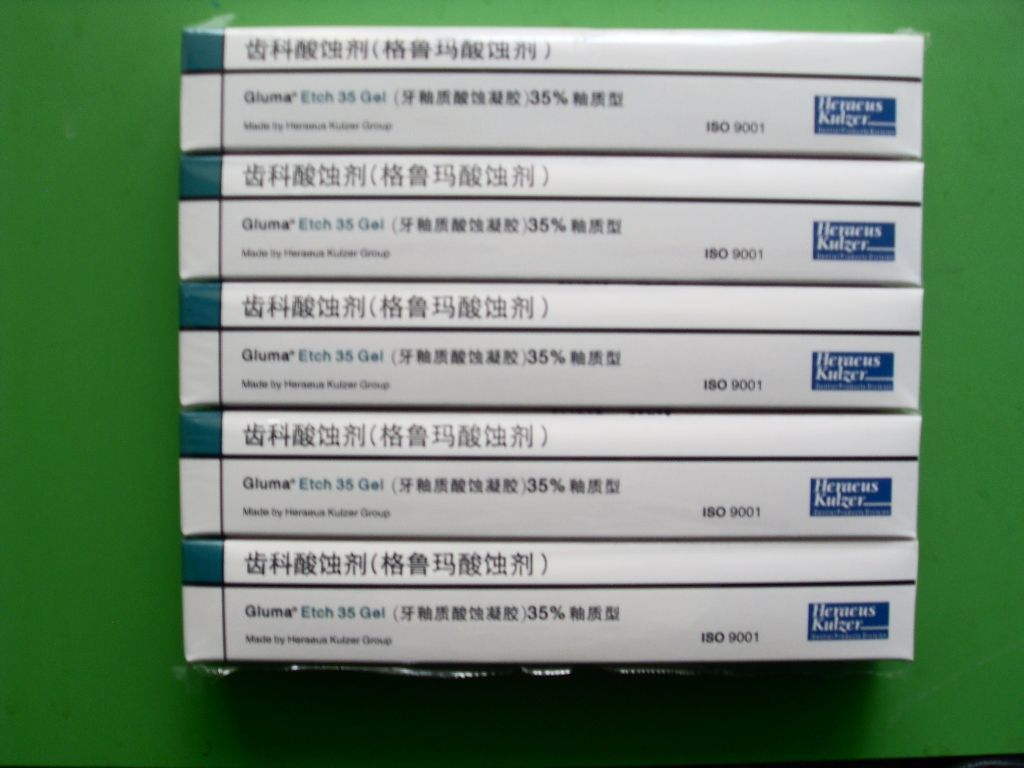 齿科酸蚀剂(格鲁玛酸蚀剂)
Gluma® Etch 35 Gel (牙釉质酸蚀凝胶)35% 釉质型
Made by Heraeus Kulzer Group
ISO 9001
Heraeus
Kulzer
齿科酸蚀剂(格鲁玛酸蚀剂)
Gluma® Etch 35 Gel (牙釉质酸蚀凝胶)35% 釉质型
Made by Heraeus Kulzer Group
ISO 9001
Heraeus
Kulzer
齿科酸蚀剂(格鲁玛酸蚀剂)
Gluma® Etch 35 Gel (牙釉质酸蚀凝胶)35% 釉质型
Made by Heraeus Kulzer Group
ISO 9001
Heraeus
Kulzer
齿科酸蚀剂(格鲁玛酸蚀剂)
Gluma® Etch 35 Gel (牙釉质酸蚀凝胶)35% 釉质型
Made by Heraeus Kulzer Group
ISO 9001
Heraeus
Kulzer
齿科酸蚀剂(格鲁玛酸蚀剂)
Gluma® Etch 35 Gel (牙釉质酸蚀凝胶)35% 釉质型
Made by Heraeus Kulzer Group
ISO 9001
Heraeus
Kulzer